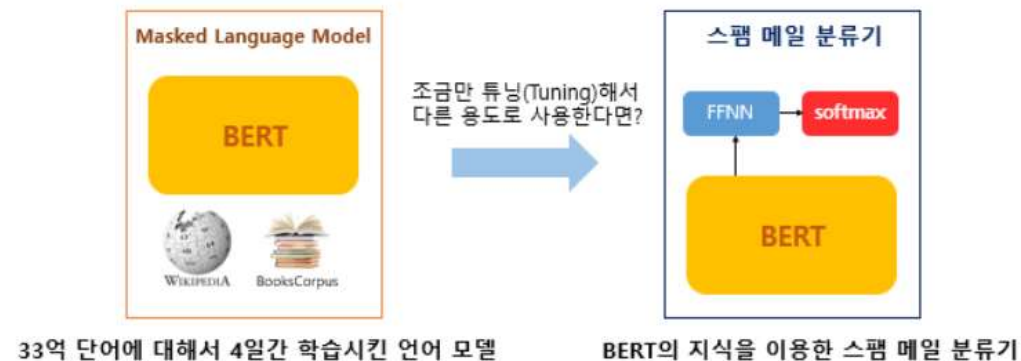 Masked Language Model
BERT
WIKIPEDIA
BooksCorpus
33억 단어에 대해서 4일간 학습시킨 언어 모델
조금만 튜닝(Tuning)해서
다른 용도로 사용한다면?
스팸 메일 분류기
FFNN
softmax
BERT
BERT의 지식을 이용한 스팸 메일 분류기